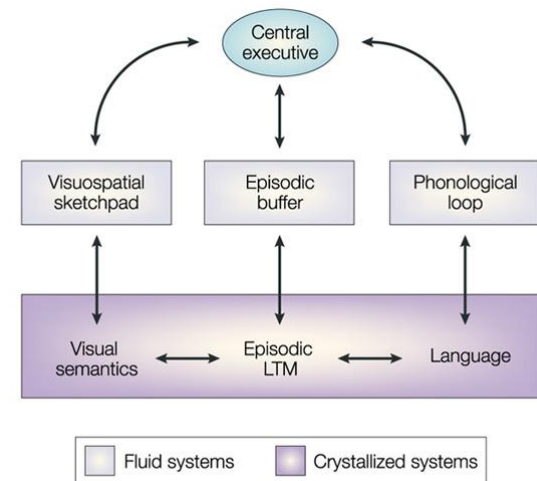 Central
executive
Visuospatial
sketchpad
Episodic
buffer
Phonological
loop
Visual
semantics
Episodic
LTM
Language
Fluid systems
Crystallized systems